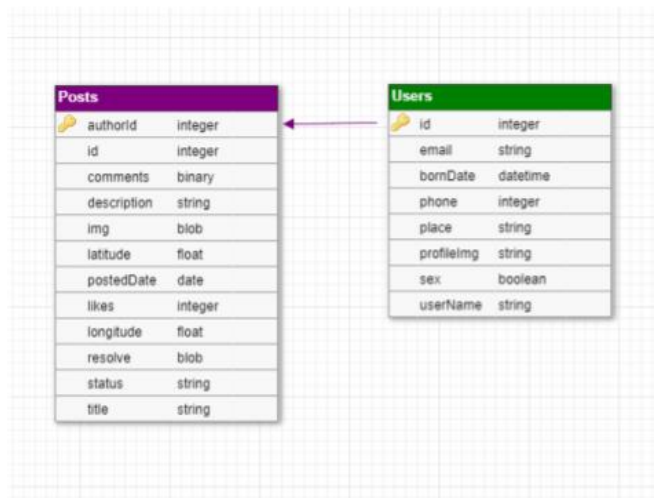 Posts
authorId integer
id integer
comments binary
description string
img blob
latitude float
postedDate date
likes integer
longitude float
resolve blob
status string
title string
Users
id integer
email string
bornDate datetime
phone integer
place string
profileImg string
sex boolean
userName string